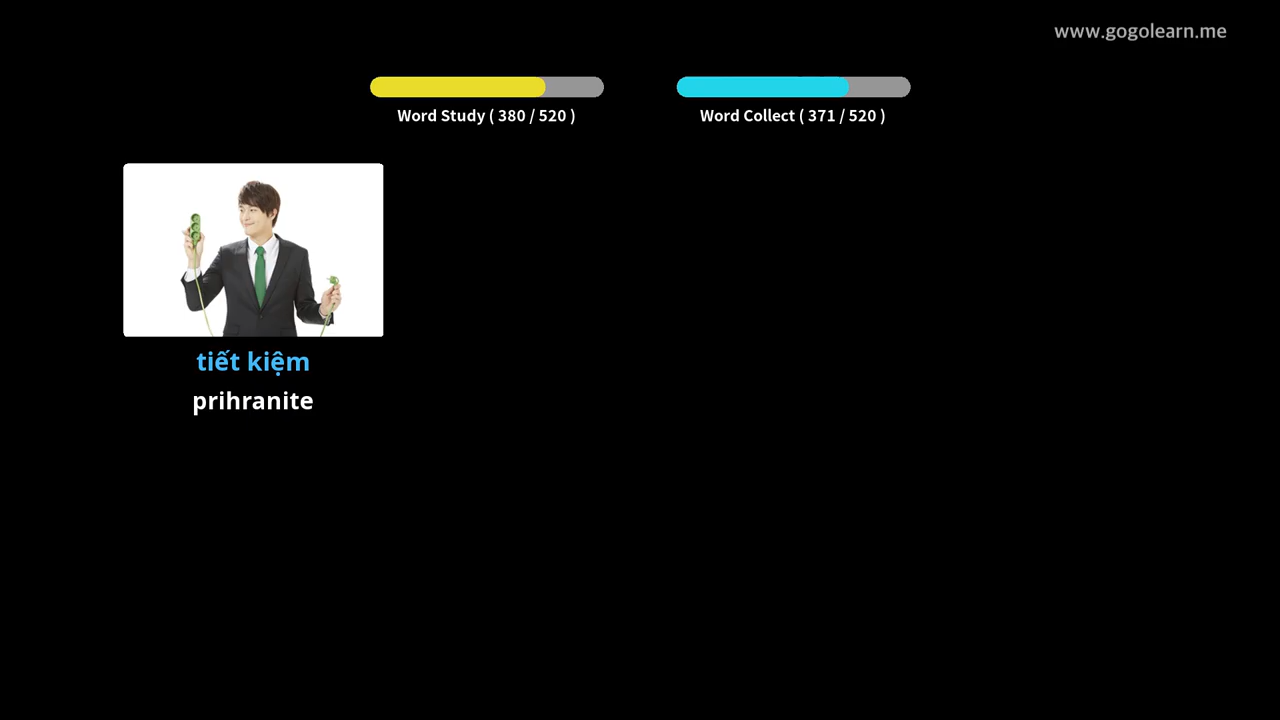 www.gogolearn.me
Word Study ( 380 / 520 )
Word Collect ( 371 / 520 )
tiết kiệm
prihranite